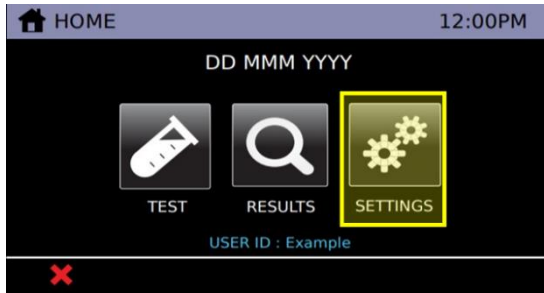 HOME 12:00PM
DD MMM YYYY
TEST RESULTS SETTINGS
USER ID : Example